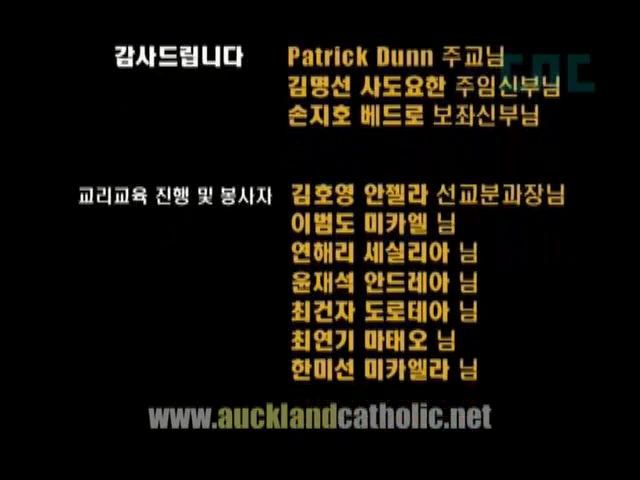 감사드립니다 Patrick Dunn 주교님
김명선 사도요한 주임신부님
손지호 베드로 보좌신부님
교리교육 진행 및 봉사자 김호영 안젤라 선교분과장님
이범도 미카엘 님
연해리 세실리아 님
윤재석 안드레아 님
최건자 도로테아 님
최연기 마태오 님
한미선 미카엘라 님
www.aucklandcatholic.net